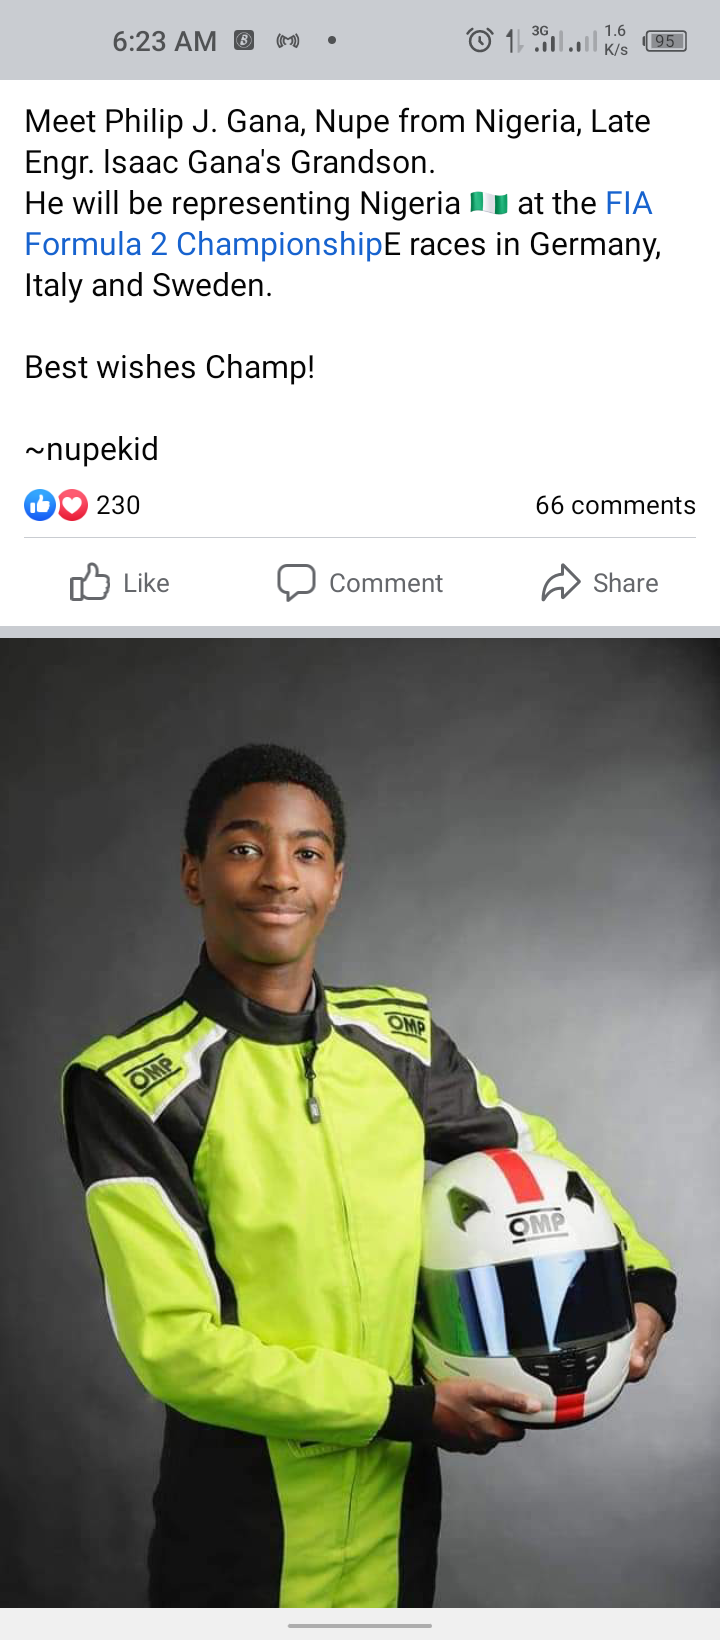 6:23 AM
3G
1.6
K/s
95
Meet Philip J. Gana, Nupe from Nigeria, Late
Engr. Isaac Gana's Grandson.
He will be representing Nigeria 🇳🇬 at the FIA
Formula 2 ChampionshipE races in Germany,
Italy and Sweden.
Best wishes Champ!
~nupekid
230
66 comments
Like
Comment
Share
OMP
OMP
OMP